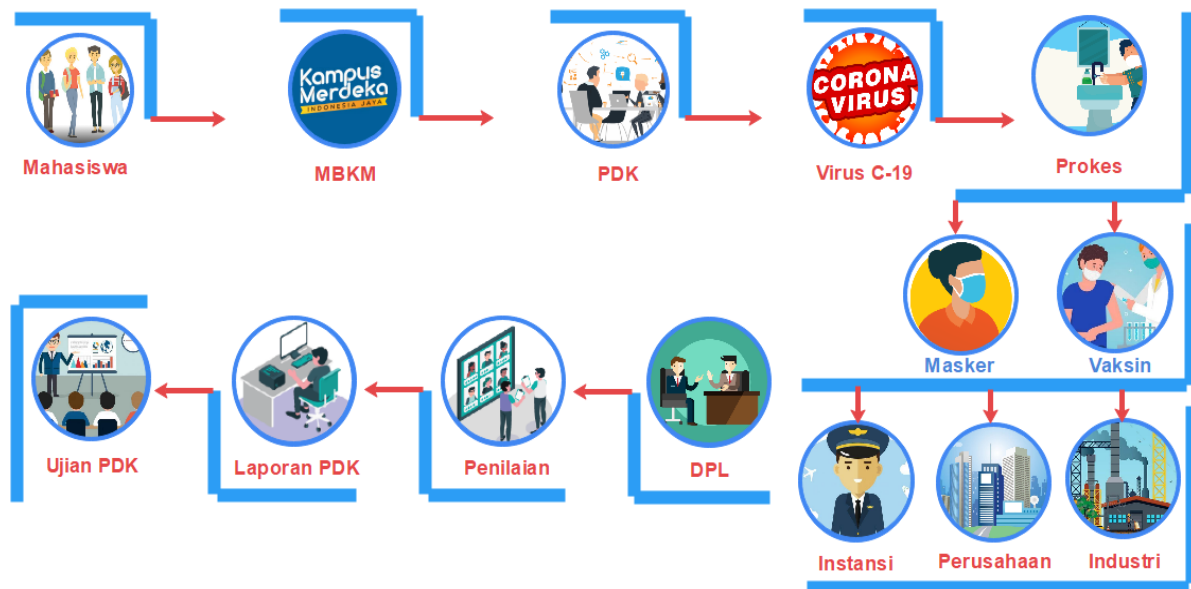 Kampus
Merdeka
INDONESIA JAYA
CORONA
VIRUS
Mahasiswa
MBKM
PDK
Virus C-19
Prokes
Masker
Vaksin
Ujian PDK
Laporan PDK
Penilaian
DPL
Instansi
Perusahaan
Industri